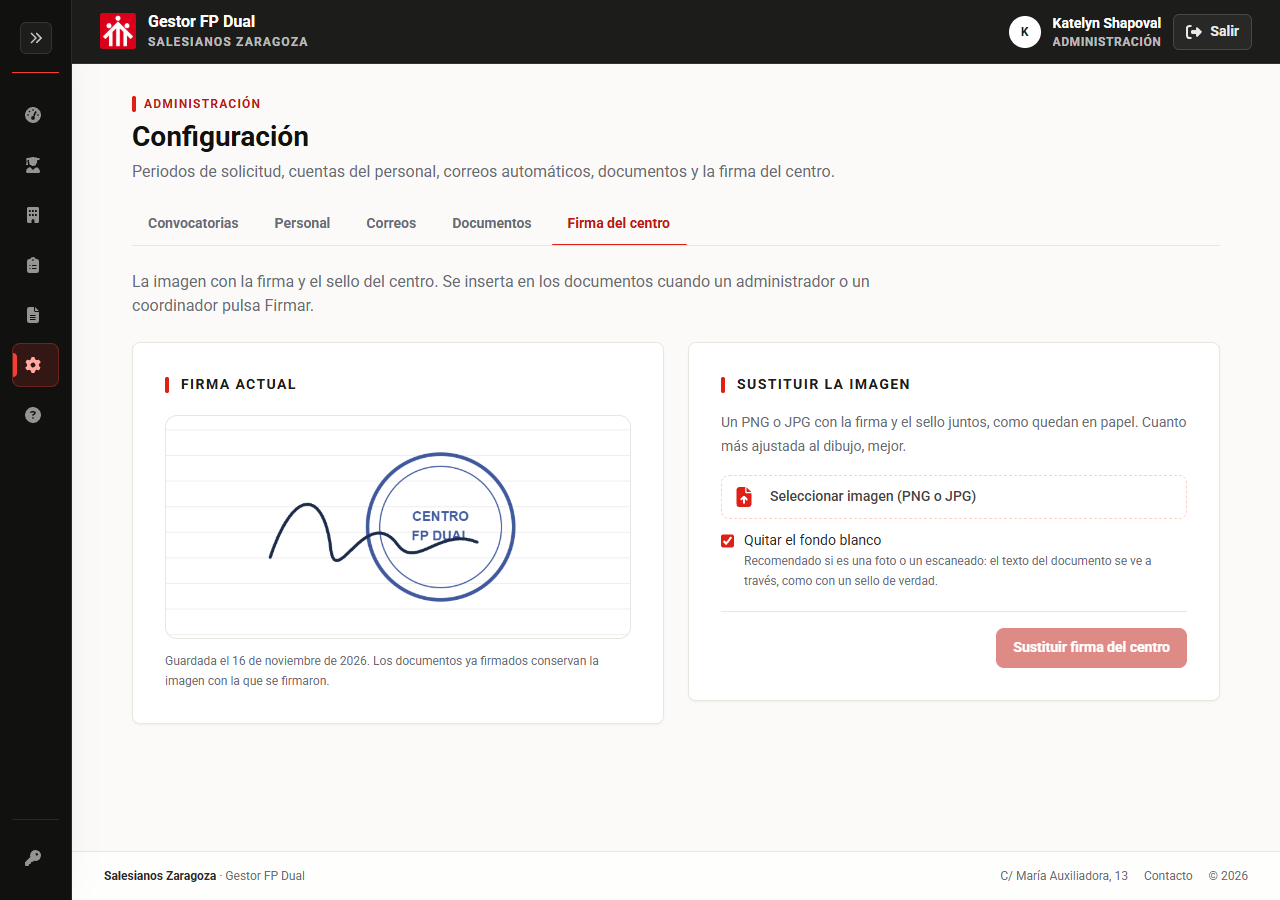 Gestor FP Dual
SALESIANOS ZARAGOZA
K
Katelyn Shapoval
ADMINISTRACIÓN
Salir
ADMINISTRACIÓN
Configuración
Periodos de solicitud, cuentas del personal, correos automáticos, documentos y la firma del centro.
Convocatorias
Personal
Correos
Documentos
Firma del centro
La imagen con la firma y el sello del centro. Se inserta en los documentos cuando un administrador o un
coordinador pulsa Firmar.
FIRMA ACTUAL
CENTRO
FP DUAL
Guardada el 16 de noviembre de 2026. Los documentos ya firmados conservan la
imagen con la que se firmaron.
SUSTITUIR LA IMAGEN
Un PNG o JPG con la firma y el sello juntos, como quedan en papel. Cuanto
más ajustada al dibujo, mejor.
Seleccionar imagen (PNG o JPG)
Quitar el fondo blanco
Recomendado si es una foto o un escaneado: el texto del documento se ve a
través, como con un sello de verdad.
Sustituir firma del centro
Salesianos Zaragoza · Gestor FP Dual
C/ María Auxiliadora, 13
Contacto
© 2026